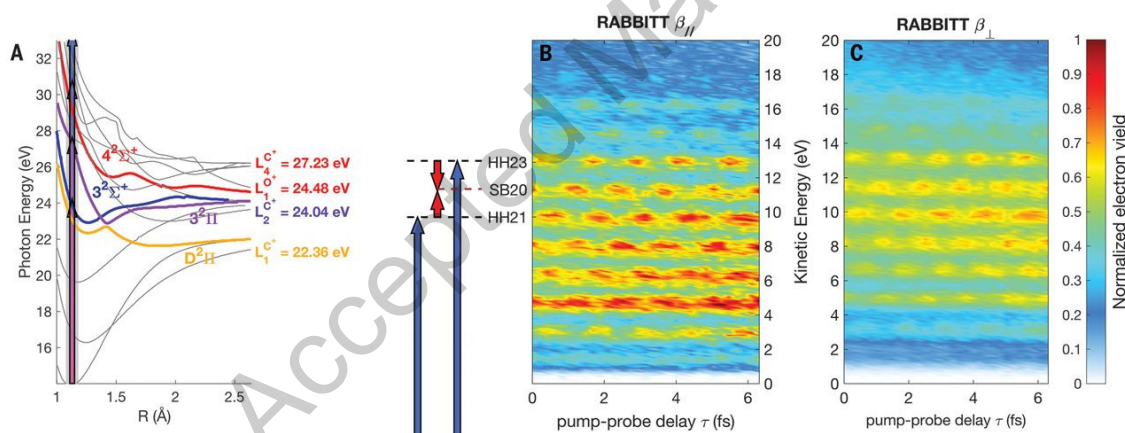 A
Photon Energy (eV)
32
30
28
26
24
22
20
18
16
1
1.5
2
2.5
R (Å)
4²Σ⁺
3²Σ⁺
3²Π
D²Π
L₄^C⁺ = 27.23 eV
L₁^O⁺ = 24.48 eV
L₂^C⁺ = 24.04 eV
L₁^C⁺ = 22.36 eV
HH23
SB20
HH21
RABBITT β//
B
20
18
16
14
12
10
8
6
4
2
0
0
2
4
6
pump-probe delay τ (fs)
Kinetic Energy (eV)
RABBITT β⊥
C
20
18
16
14
12
10
8
6
4
2
0
0
2
4
6
pump-probe delay τ (fs)
1
0.9
0.8
0.7
0.6
0.5
0.4
0.3
0.2
0.1
0
Normalized electron yield
Accepted Ma